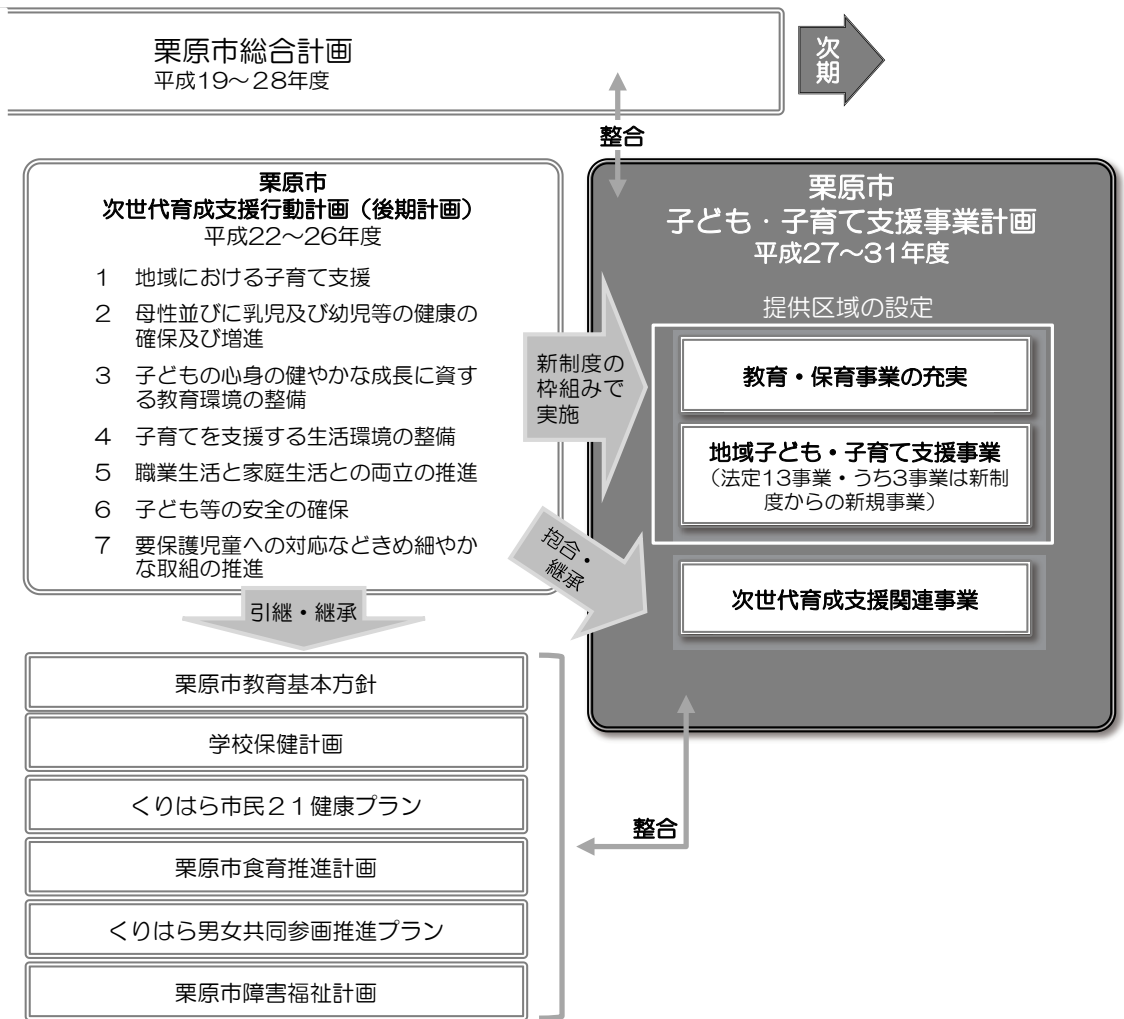 栗原市総合計画
平成19～28年度
次
期
整合
栗原市
次世代育成支援行動計画（後期計画）
平成22～26年度
1 地域における子育て支援
2 母性並びに乳児及び幼児等の健康の
確保及び増進
3 子どもの心身の健やかな成長に資す
る教育環境の整備
4 子育てを支援する生活環境の整備
5 職業生活と家庭生活との両立の推進
6 子ども等の安全の確保
7 要保護児童への対応などきめ細やか
な取組の推進
新制度の
枠組みで
実施
抱合・
継承
引継・継承
栗原市
子ども・子育て支援事業計画
平成27～31年度
提供区域の設定
教育・保育事業の充実
地域子ども・子育て支援事業
（法定13事業・うち3事業は新制
度からの新規事業）
次世代育成支援関連事業
栗原市教育基本方針
学校保健計画
くりはら市民２１健康プラン
栗原市食育推進計画
くりはら男女共同参画推進プラン
栗原市障害福祉計画
整合